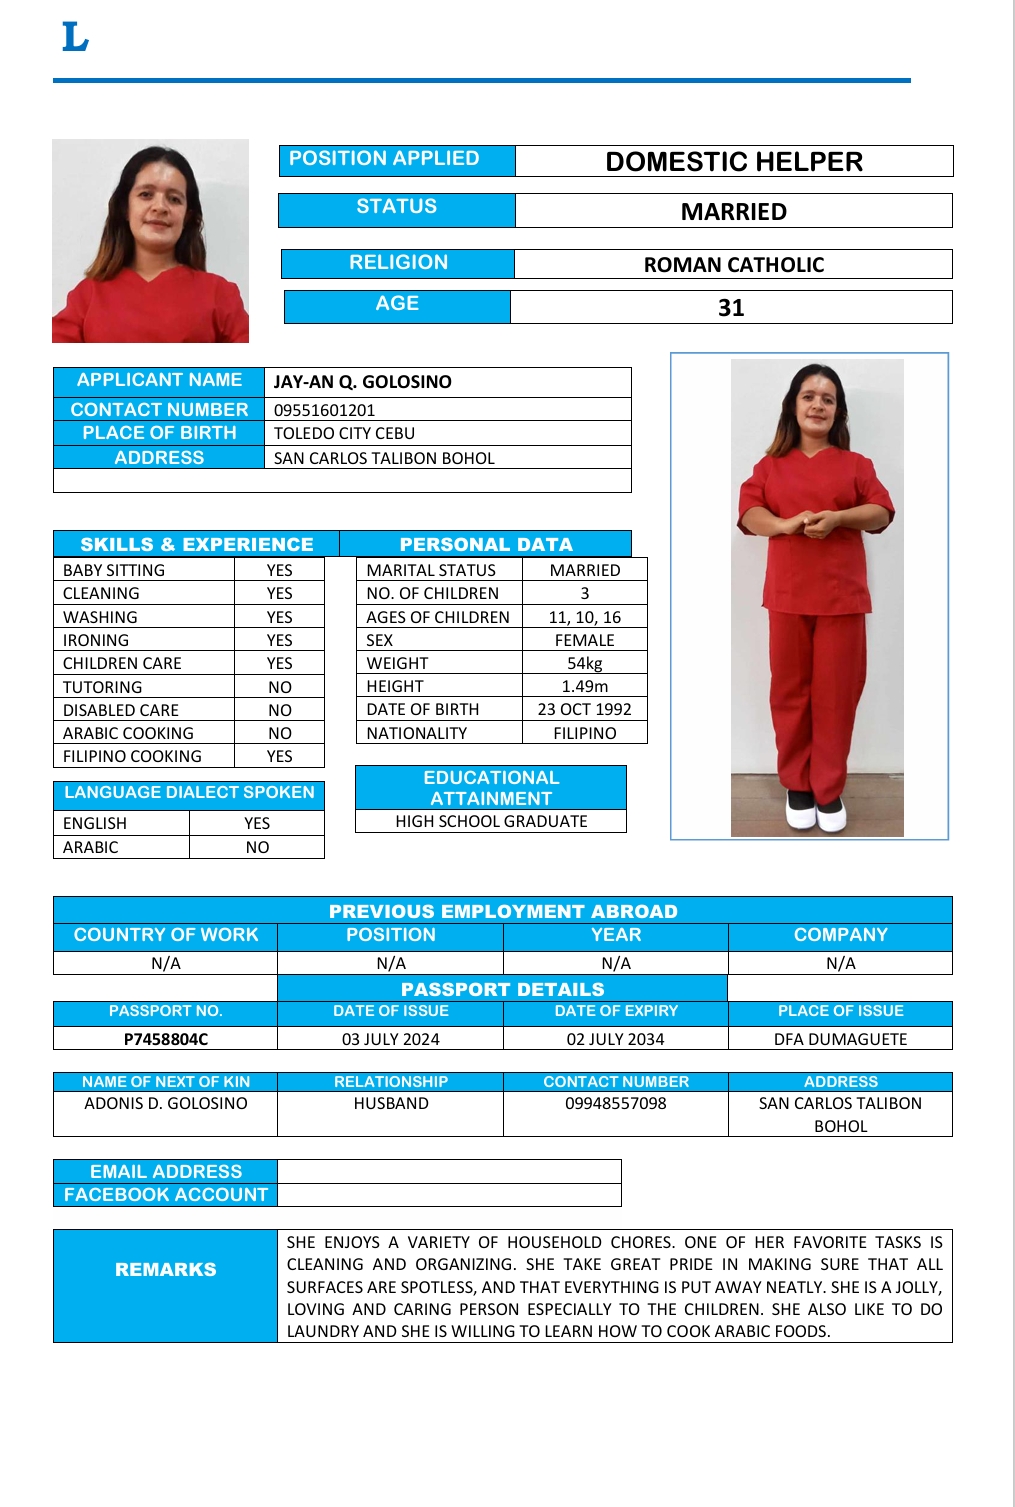 L
POSITION APPLIED DOMESTIC HELPER
STATUS MARRIED
RELIGION ROMAN CATHOLIC
AGE 31
APPLICANT NAME JAY-AN Q. GOLOSINO
CONTACT NUMBER 09551601201
PLACE OF BIRTH TOLEDO CITY CEBU
ADDRESS SAN CARLOS TALIBON BOHOL
SKILLS & EXPERIENCE
BABY SITTING YES
CLEANING YES
WASHING YES
IRONING YES
CHILDREN CARE YES
TUTORING NO
DISABLED CARE NO
ARABIC COOKING NO
FILIPINO COOKING YES
LANGUAGE DIALECT SPOKEN
ENGLISH YES
ARABIC NO
PERSONAL DATA
MARITAL STATUS MARRIED
NO. OF CHILDREN 3
AGES OF CHILDREN 11, 10, 16
SEX FEMALE
WEIGHT 54kg
HEIGHT 1.49m
DATE OF BIRTH 23 OCT 1992
NATIONALITY FILIPINO
EDUCATIONAL
ATTAINMENT
HIGH SCHOOL GRADUATE
PREVIOUS EMPLOYMENT ABROAD
COUNTRY OF WORK POSITION YEAR COMPANY
N/A N/A N/A N/A
PASSPORT DETAILS
PASSPORT NO. DATE OF ISSUE DATE OF EXPIRY PLACE OF ISSUE
P7458804C 03 JULY 2024 02 JULY 2034 DFA DUMAGUETE
NAME OF NEXT OF KIN RELATIONSHIP CONTACT NUMBER ADDRESS
ADONIS D. GOLOSINO HUSBAND 09948557098 SAN CARLOS TALIBON
BOHOL
EMAIL ADDRESS
FACEBOOK ACCOUNT
REMARKS
SHE ENJOYS A VARIETY OF HOUSEHOLD CHORES. ONE OF HER FAVORITE TASKS IS
CLEANING AND ORGANIZING. SHE TAKE GREAT PRIDE IN MAKING SURE THAT ALL
SURFACES ARE SPOTLESS, AND THAT EVERYTHING IS PUT AWAY NEATLY. SHE IS A JOLLY,
LOVING AND CARING PERSON ESPECIALLY TO THE CHILDREN. SHE ALSO LIKE TO DO
LAUNDRY AND SHE IS WILLING TO LEARN HOW TO COOK ARABIC FOODS.